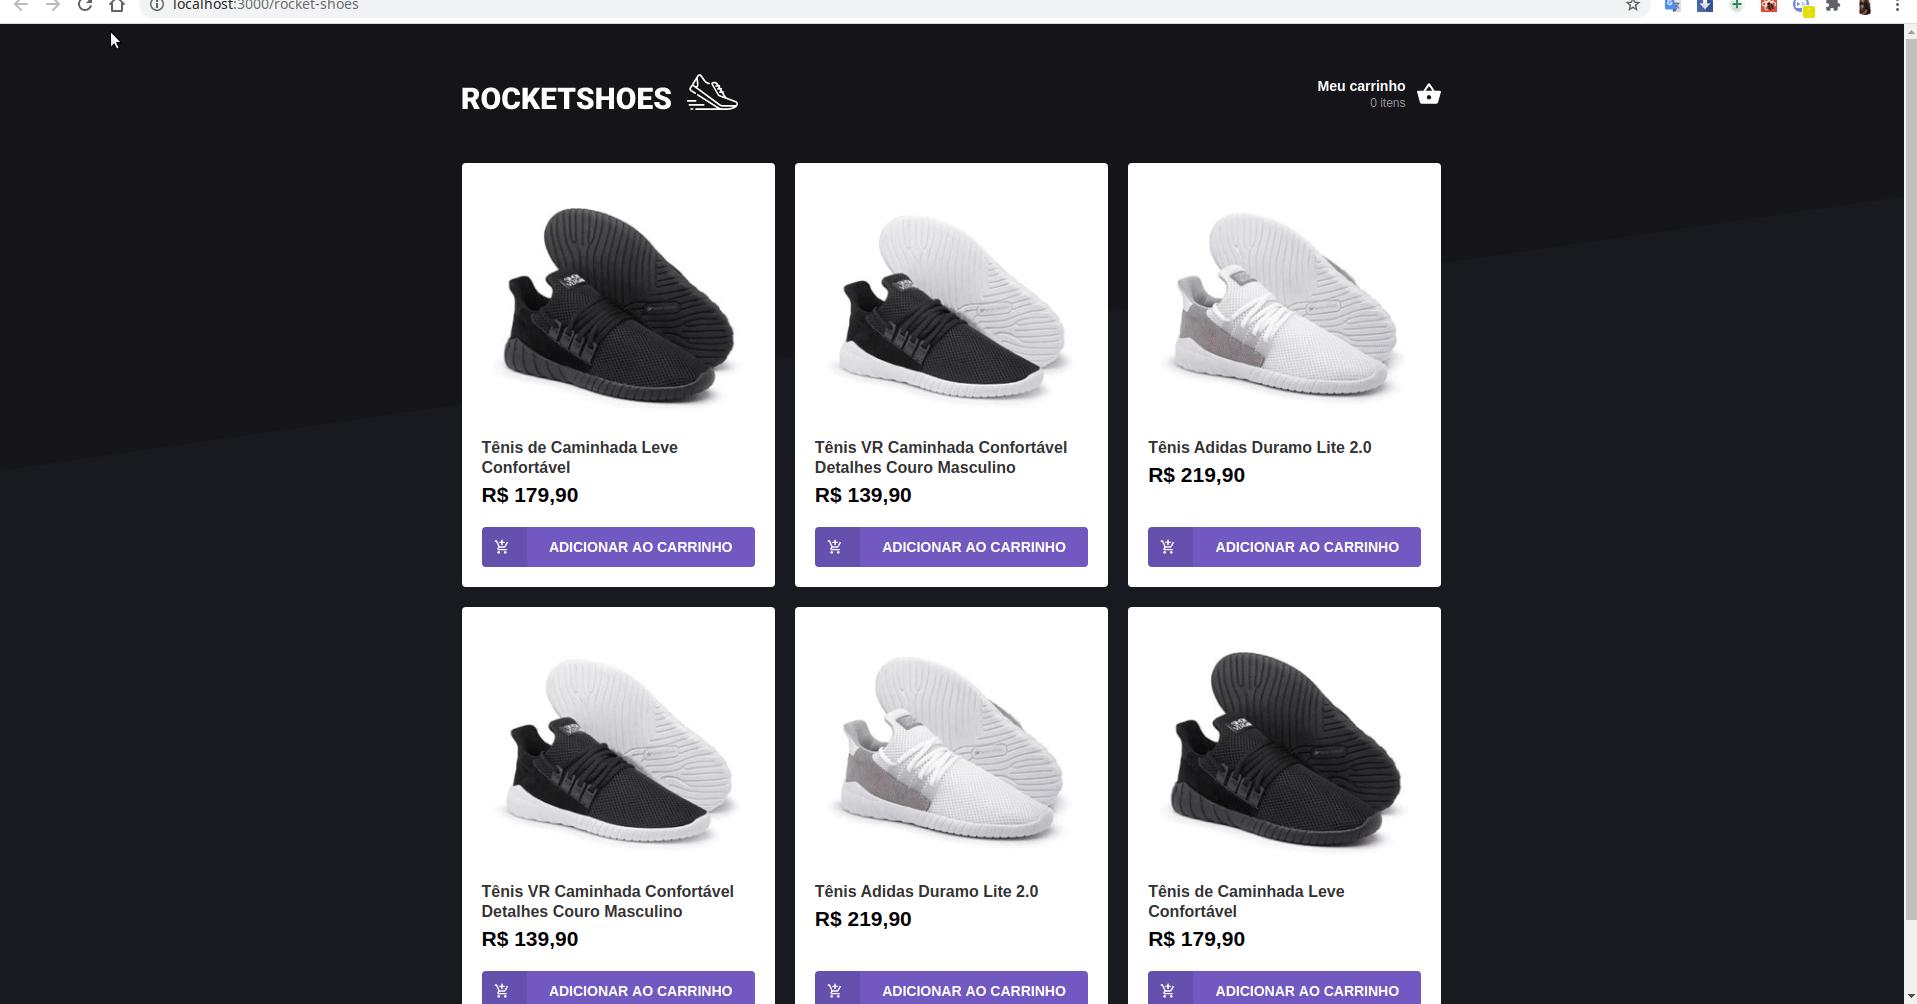 localhost:3000/rocket-shoes
ROCKETSHOES
Meu carrinho
0 itens
Tênis de Caminhada Leve
Confortável
R$ 179,90
ADICIONAR AO CARRINHO
Tênis VR Caminhada Confortável
Detalhes Couro Masculino
R$ 139,90
ADICIONAR AO CARRINHO
Tênis Adidas Duramo Lite 2.0
R$ 219,90
ADICIONAR AO CARRINHO
Tênis VR Caminhada Confortável
Detalhes Couro Masculino
R$ 139,90
ADICIONAR AO CARRINHO
Tênis Adidas Duramo Lite 2.0
R$ 219,90
ADICIONAR AO CARRINHO
Tênis de Caminhada Leve
Confortável
R$ 179,90
ADICIONAR AO CARRINHO